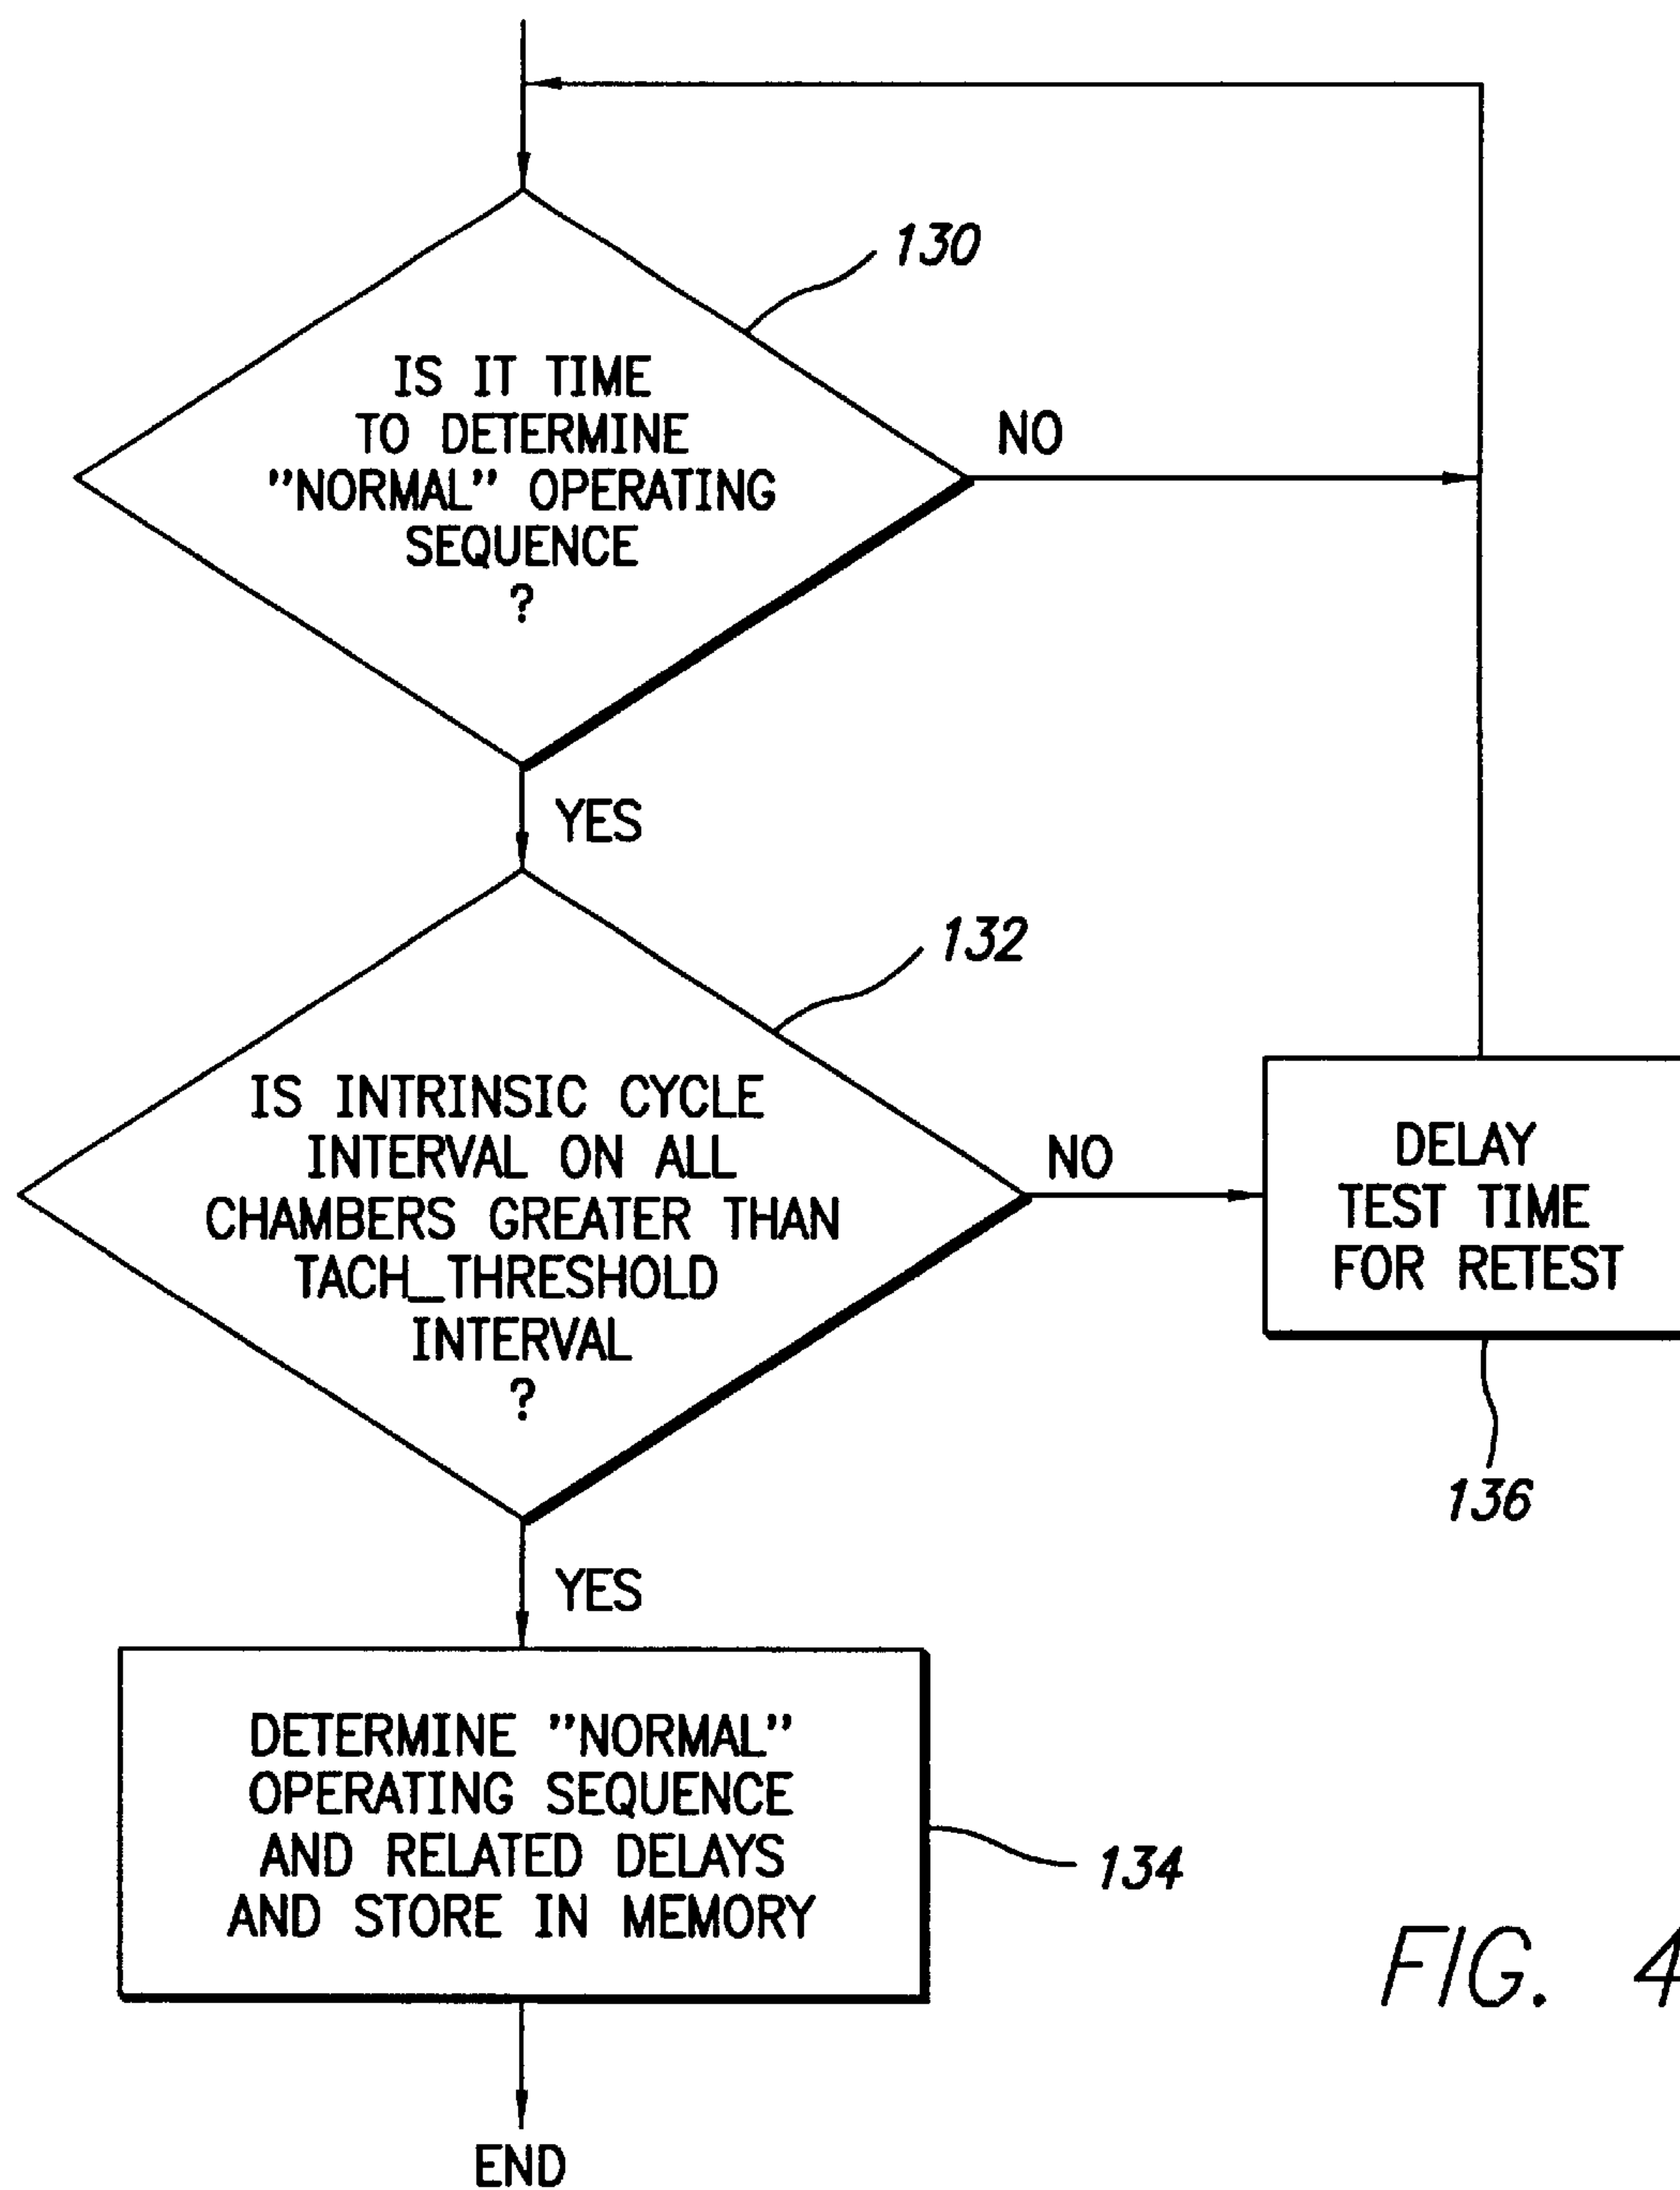 130
IS IT TIME
TO DETERMINE
"NORMAL" OPERATING
SEQUENCE
?
NO
YES
132
IS INTRINSIC CYCLE
INTERVAL ON ALL
CHAMBERS GREATER THAN
TACH_THRESHOLD
INTERVAL
?
NO
DELAY
TEST TIME
FOR RETEST
136
YES
DETERMINE "NORMAL"
OPERATING SEQUENCE
AND RELATED DELAYS
AND STORE IN MEMORY
134
FIG. 4
END